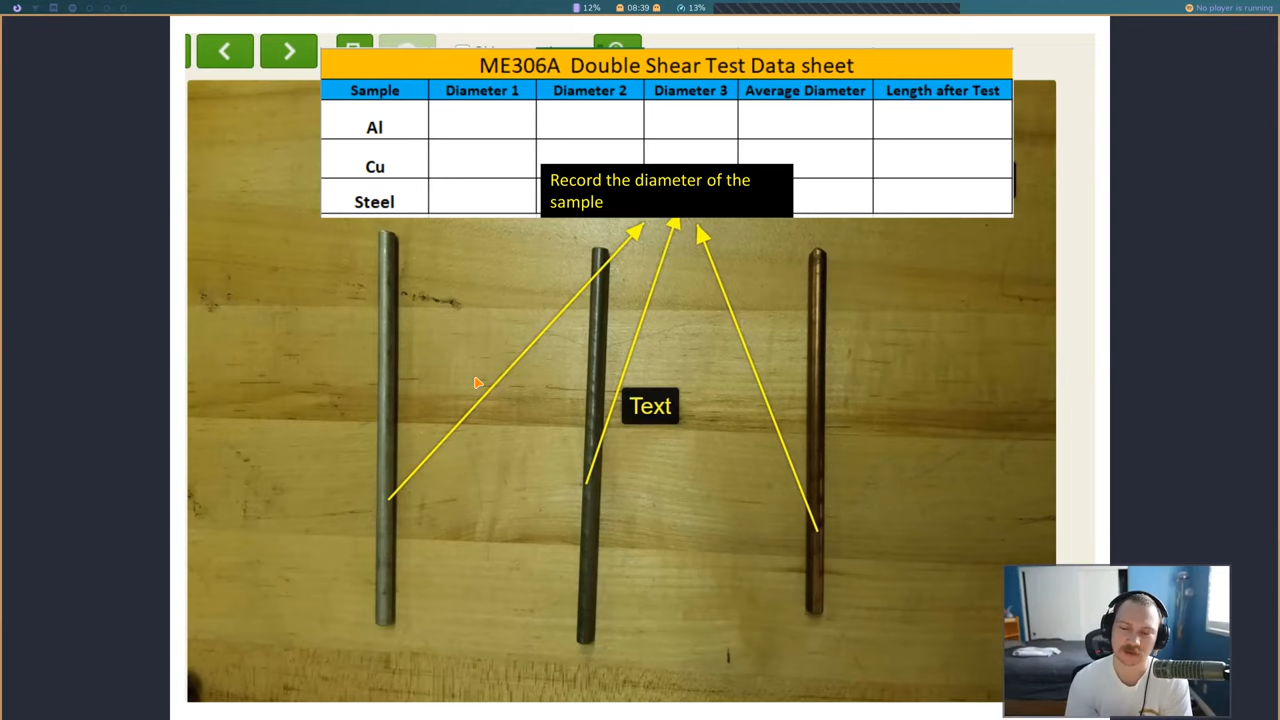 12%
08:39
13%
No player is running
ME306A Double Shear Test Data sheet
Sample Diameter 1 Diameter 2 Diameter 3 Average Diameter Length after Test
Al
Cu
Steel
Record the diameter of the
sample
Text